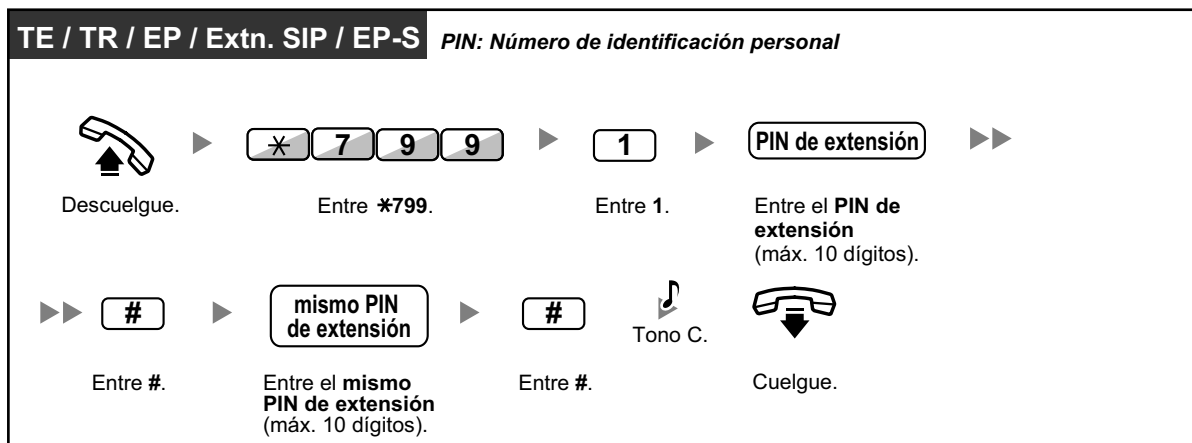 TE / TR / EP / Extn. SIP / EP-S PIN: Número de identificación personal
* 7 9 9 1 PIN de extensión
Descuelgue. Entre *799. Entre 1. Entre el PIN de
extensión
(máx. 10 dígitos).
# mismo PIN
de extensión #
Tono C.
Entre #. Entre el mismo
PIN de extensión
(máx. 10 dígitos). Entre #. Cuelgue.